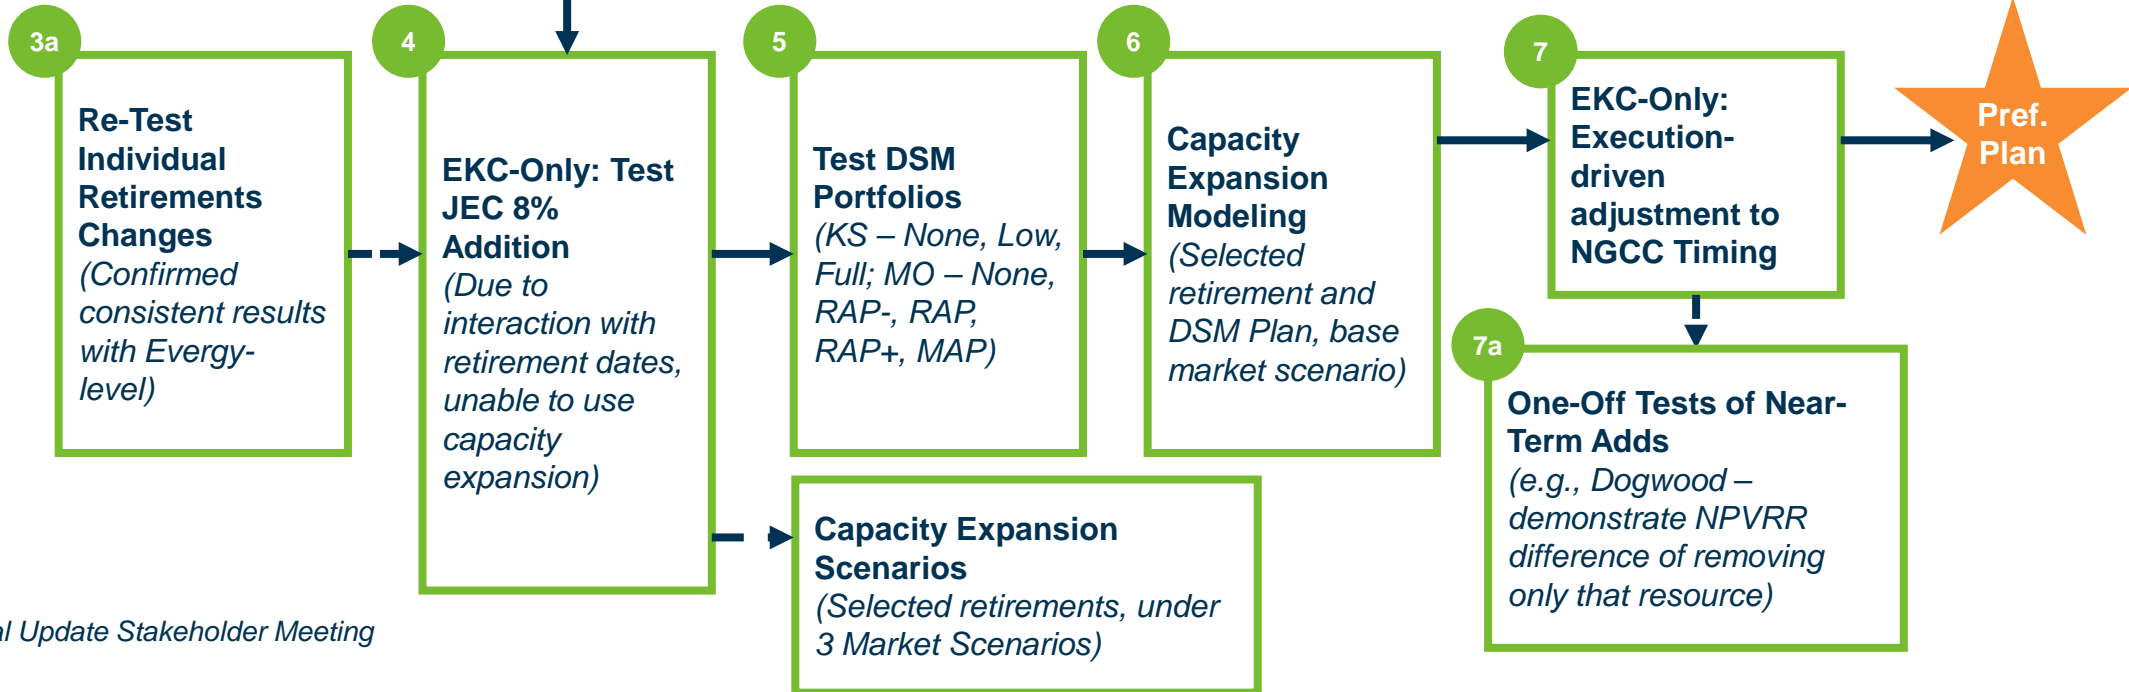 3a
Re-Test
Individual
Retirements
Changes
(Confirmed
consistent results
with Evergy-
level)
4
EKC-Only: Test
JEC 8%
Addition
(Due to
interaction with
retirement dates,
unable to use
capacity
expansion)
5
Test DSM
Portfolios
(KS – None, Low,
Full; MO – None,
RAP-, RAP,
RAP+, MAP)
6
Capacity
Expansion
Modeling
(Selected
retirement and
DSM Plan, base
market scenario)
7
EKC-Only:
Execution-
driven
adjustment to
NGCC Timing
Pref.
Plan
7a
One-Off Tests of Near-
Term Adds
(e.g., Dogwood –
demonstrate NPVRR
difference of removing
only that resource)
Capacity Expansion
Scenarios
(Selected retirements, under
3 Market Scenarios)
Update Stakeholder Meeting